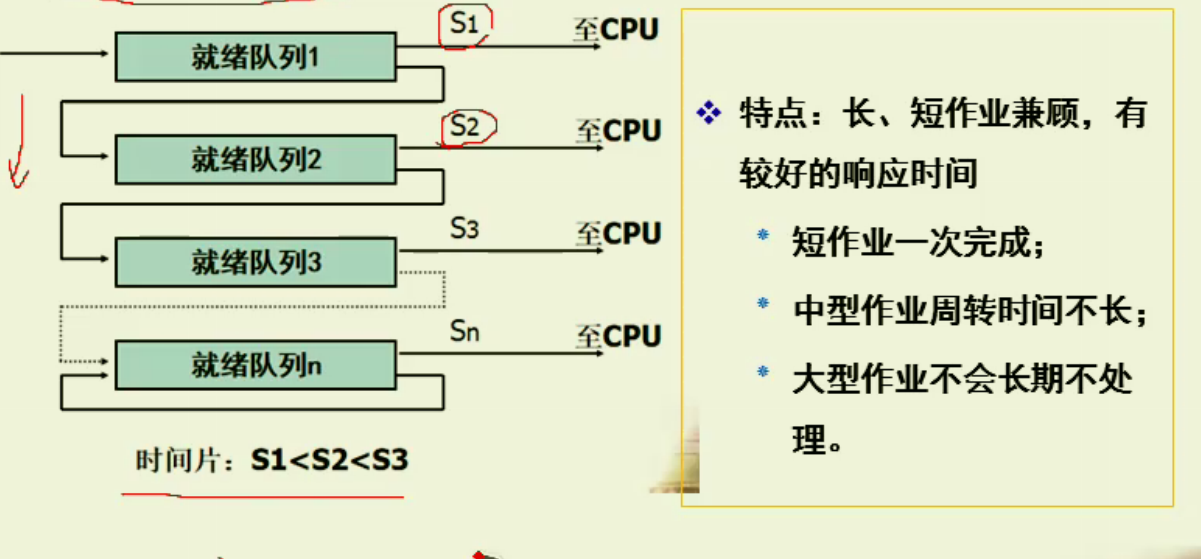 S1
至CPU
就绪队列1
S2
至CPU
就绪队列2
S3
至CPU
就绪队列3
Sn
至CPU
就绪队列n
时间片：S1<S2<S3
特点：长、短作业兼顾，有
较好的响应时间
短作业一次完成；
中型作业周转时间不长；
大型作业不会长期不处
理。